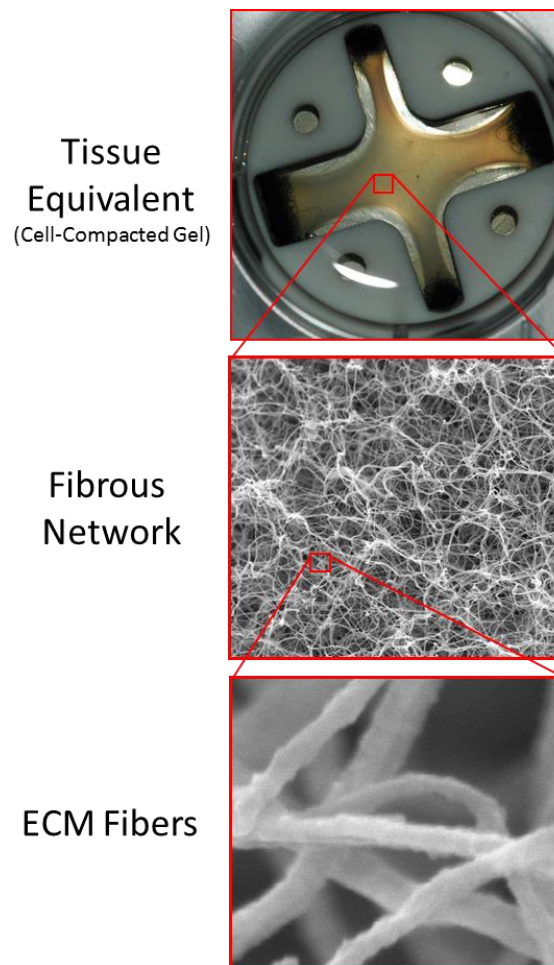 Tissue
Equivalent
(Cell-Compacted Gel)
Fibrous
Network
ECM Fibers